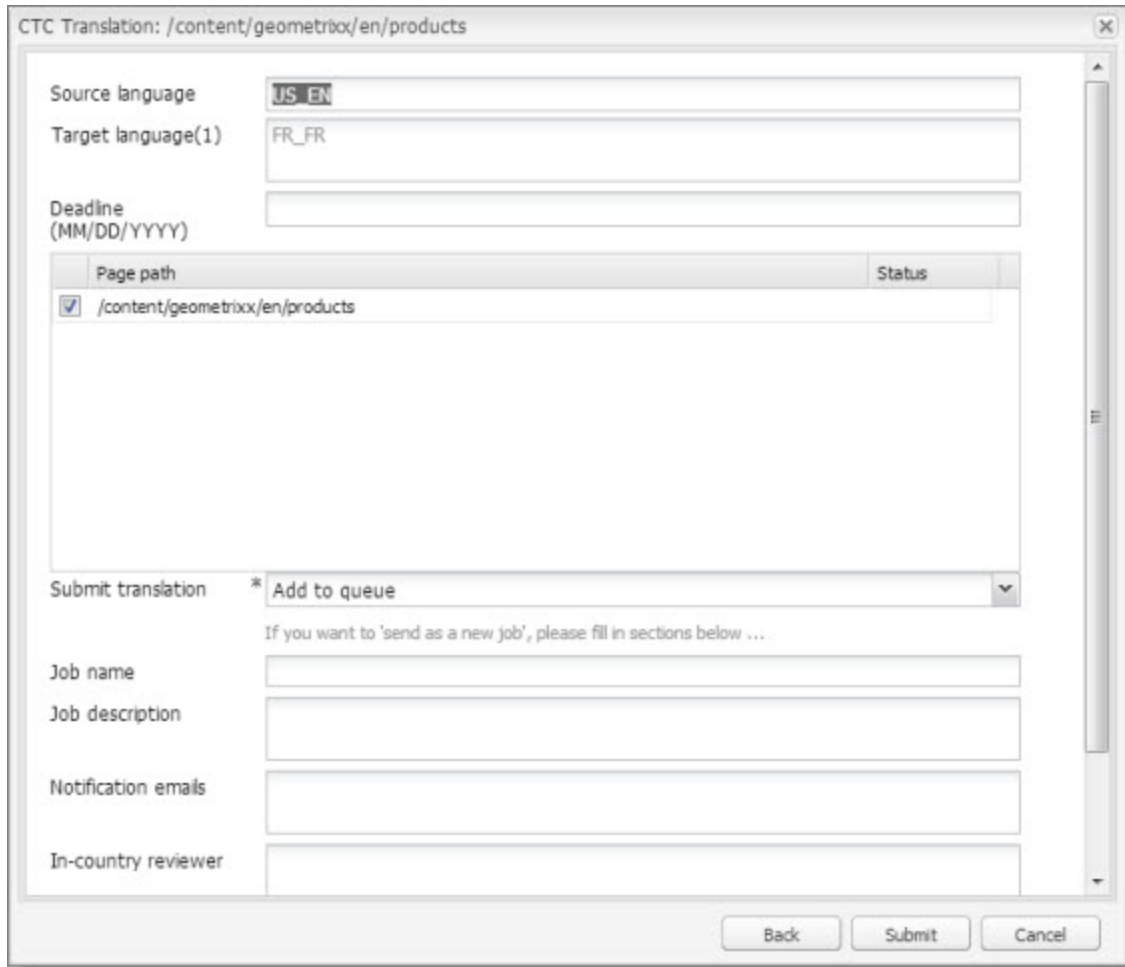 CTC Translation: /content/geometrixx/en/products
Source language US_EN
Target language(1) FR_FR
Deadline
(MM/DD/YYYY)
Page path Status
/content/geometrixx/en/products
Submit translation * Add to queue
If you want to 'send as a new job', please fill in sections below ...
Job name
Job description
Notification emails
In-country reviewer
Back Submit Cancel